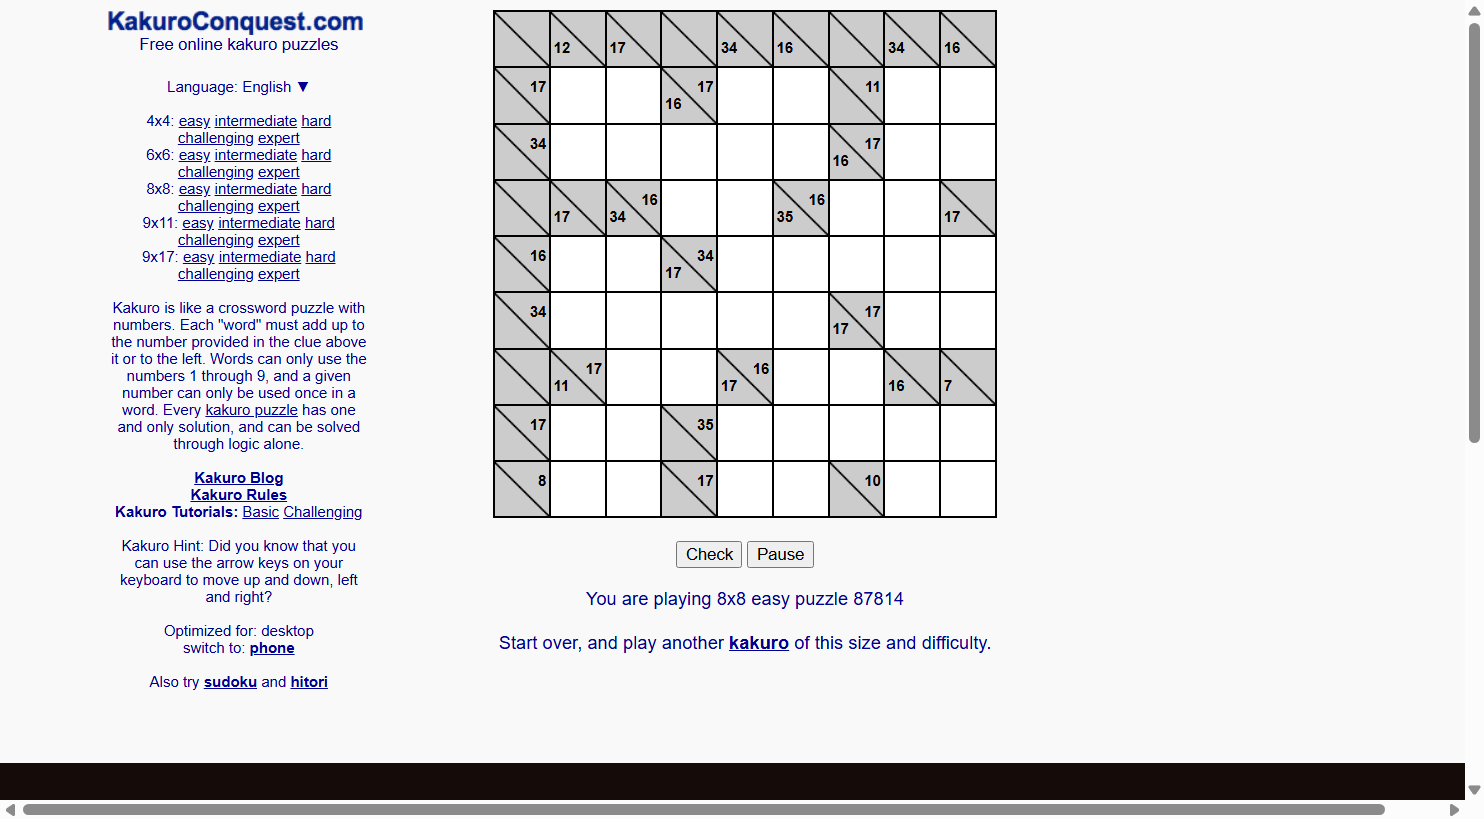 KakuroConquest.com
Free online kakuro puzzles
Language: English ▼
4x4: easy intermediate hard
challenging expert
6x6: easy intermediate hard
challenging expert
8x8: easy intermediate hard
challenging expert
9x11: easy intermediate hard
challenging expert
9x17: easy intermediate hard
challenging expert
Kakuro is like a crossword puzzle with
numbers. Each "word" must add up to
the number provided in the clue above
it or to the left. Words can only use the
numbers 1 through 9, and a given
number can only be used once in a
word. Every kakuro puzzle has one
and only solution, and can be solved
through logic alone.
Kakuro Blog
Kakuro Rules
Kakuro Tutorials: Basic Challenging
Kakuro Hint: Did you know that you
can use the arrow keys on your
keyboard to move up and down, left
and right?
Optimized for: desktop
switch to: phone
Also try sudoku and hitori
12 17 34 16 34 16
17 17 11
16
34 17
16
16 16
17 34 35 17
16 34
17
34 17
17
17 16
11 17 16 7
17 35
8 17 10
Check Pause
You are playing 8x8 easy puzzle 87814
Start over, and play another kakuro of this size and difficulty.